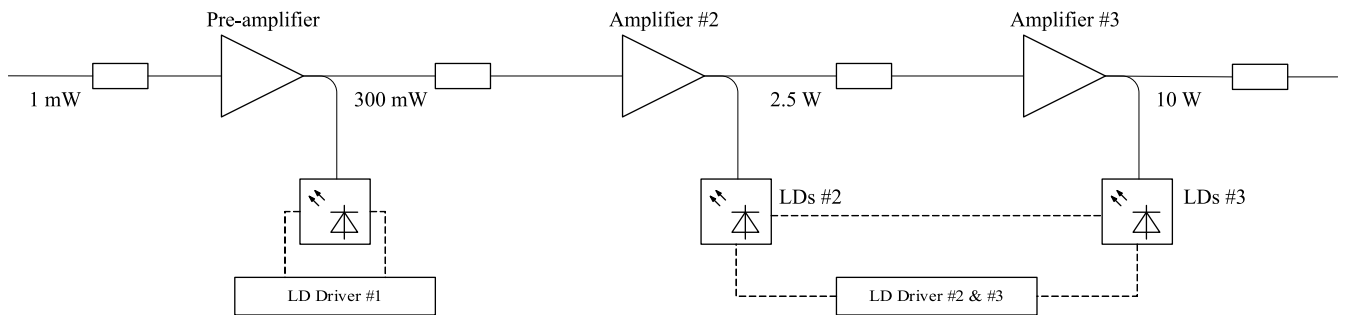 Pre-amplifier
Amplifier #2
Amplifier #3
1 mW
300 mW
2.5 W
10 W
LDs #2
LDs #3
LD Driver #1
LD Driver #2 & #3